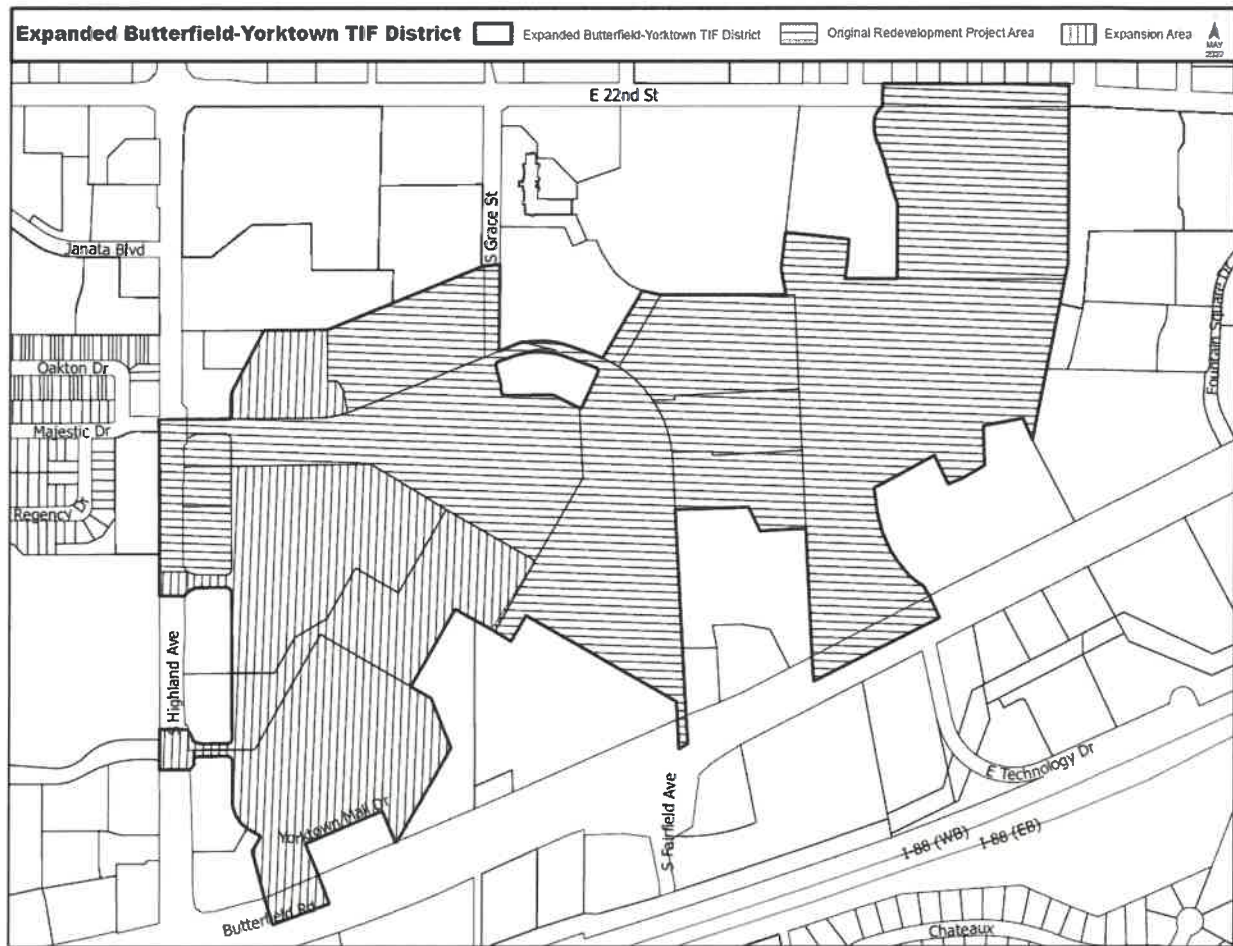 Expanded Butterfield-Yorktown TIF District
Expanded Butterfield-Yorktown TIF District
Original Redevelopment Project Area
Expansion Area
MAY
2022
E 22nd St
S Grace St
Janata Blvd
Fountain Square Dr
Oakton Dr
Majestic Dr
Regency Dr
S Highland Ave
E Technology Dr
Yorktown Mall Dr
S Fairfield Ave
I-88 (WB)
I-88 (EB)
Butterfield Rd
Chateaux